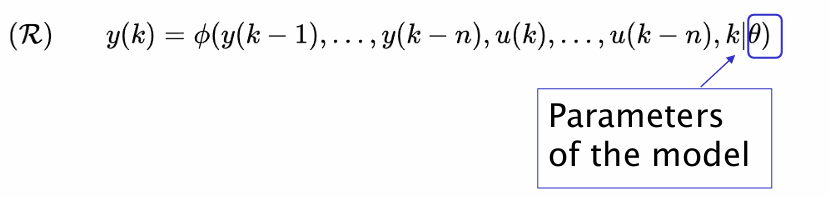 (ℛ) y(k) = ϕ(y(k − 1), . . . , y(k − n), u(k), . . . , u(k − n), k|θ)
Parameters
of the model